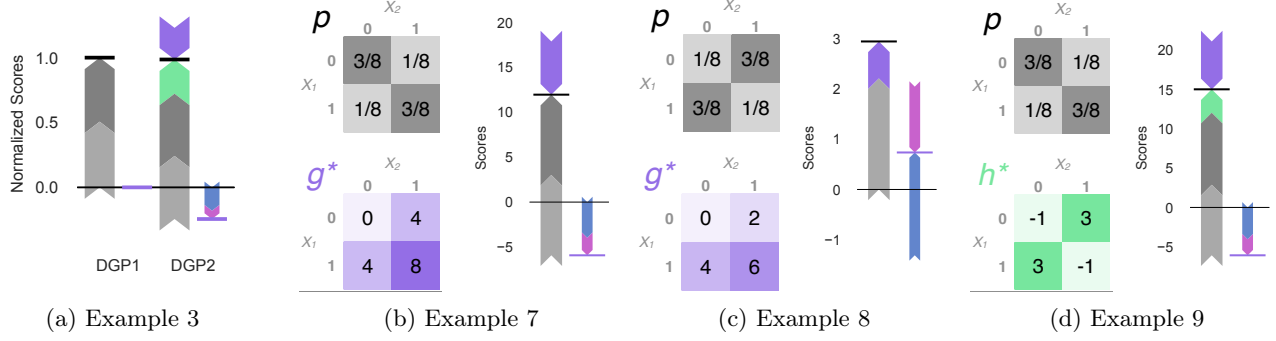 Normalized Scores
1.0
0.5
0.0
DGP1 DGP2
(a) Example 3
p
X₂
0 1
X₁
0 3/8 1/8
1 1/8 3/8
g*
X₂
0 1
X₁
0 0 4
1 4 8
Scores
20
15
10
5
0
−5
(b) Example 7
p
X₂
0 1
X₁
0 1/8 3/8
1 3/8 1/8
g*
X₂
0 1
X₁
0 0 2
1 4 6
Scores
3
2
1
0
−1
3
(c) Example 8
p
X₂
0 1
X₁
0 3/8 1/8
1 1/8 3/8
h*
X₂
0 1
X₁
0 -1 3
1 3 -1
Scores
20
15
10
5
0
−5
(d) Example 9